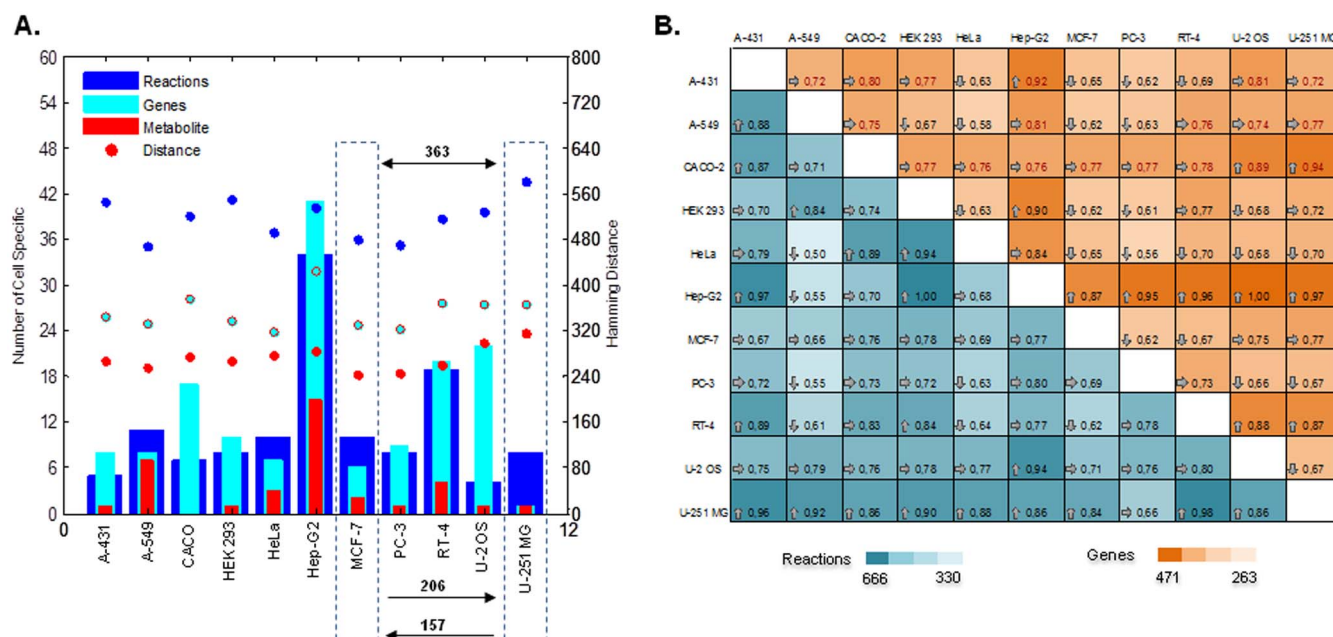 A.
60
54
48
42
36
30
24
18
12
6
0
Number of Cell Specific
Reactions
Genes
Metabolite
Distance
363
800
720
640
560
480
400
320
240
160
80
0
Hamming Distance
0
12
A-431
A-549
CACO
HEK 293
HeLa
Hep-G2
MCF-7
PC-3
RT-4
U-2 OS
U-251 MG
206
157
B.
A-431 A-549 CACO-2 HEK 293 HeLa Hep-G2 MCF-7 PC-3 RT-4 U-2 OS U-251 MG
A-431 0,72 0,80 0,77 0,63 0,92 0,65 0,62 0,69 0,81 0,72
A-549 0,88 0,75 0,67 0,58 0,81 0,62 0,63 0,76 0,74 0,77
CACO-2 0,87 0,71 0,77 0,76 0,76 0,77 0,77 0,78 0,89 0,94
HEK 293 0,70 0,84 0,74 0,63 0,90 0,62 0,61 0,77 0,68 0,72
HeLa 0,79 0,50 0,89 0,94 0,84 0,65 0,56 0,70 0,68 0,70
Hep-G2 0,97 0,55 0,70 1,00 0,68 0,87 0,95 0,96 1,00 0,97
MCF-7 0,67 0,66 0,76 0,78 0,69 0,77 0,62 0,67 0,75 0,77
PC-3 0,72 0,55 0,73 0,72 0,63 0,80 0,69 0,73 0,66 0,67
RT-4 0,89 0,61 0,83 0,84 0,64 0,77 0,62 0,78 0,88 0,87
U-2 OS 0,75 0,79 0,76 0,78 0,77 0,94 0,71 0,76 0,80 0,67
U-251 MG 0,96 0,92 0,86 0,90 0,88 0,86 0,84 0,66 0,98 0,86
Reactions
666 330
Genes
471 263